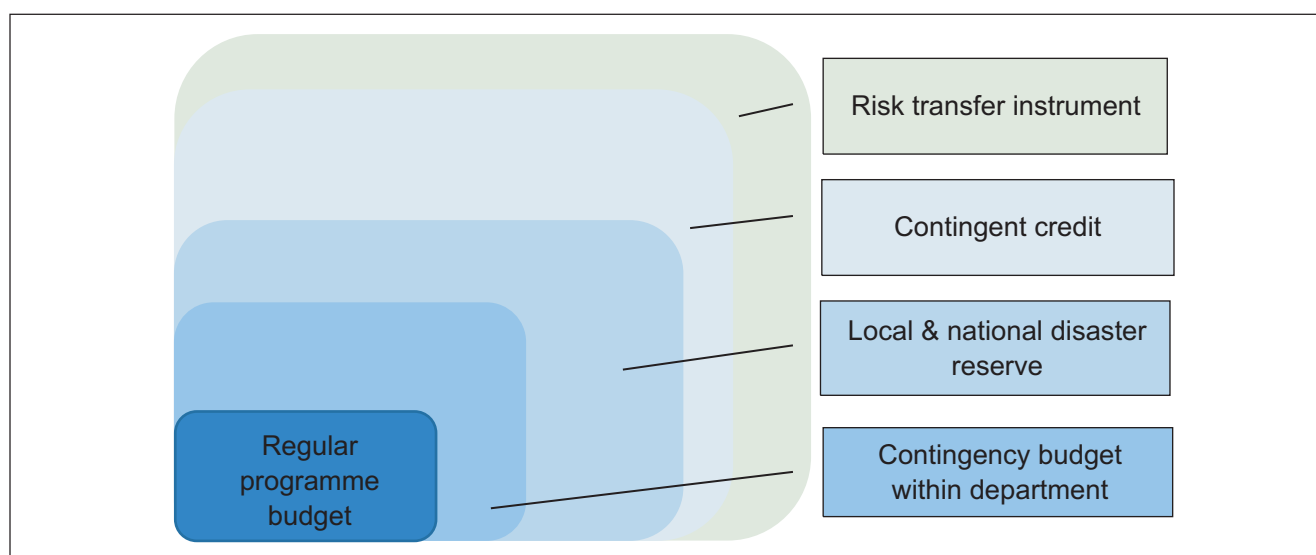 Risk transfer instrument
Contingent credit
Local & national disaster
reserve
Contingency budget
within department
Regular
programme
budget